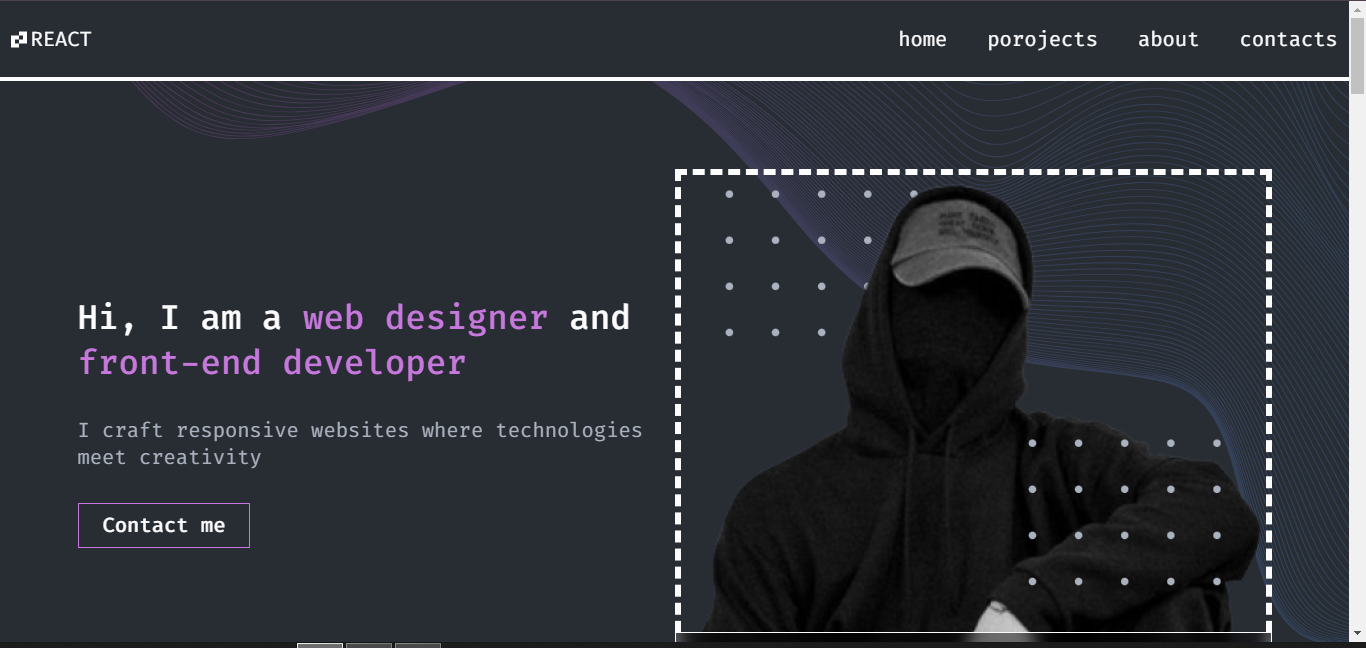 REACT
home porojects about contacts
Hi, I am a web designer and
front-end developer
I craft responsive websites where technologies
meet creativity
Contact me